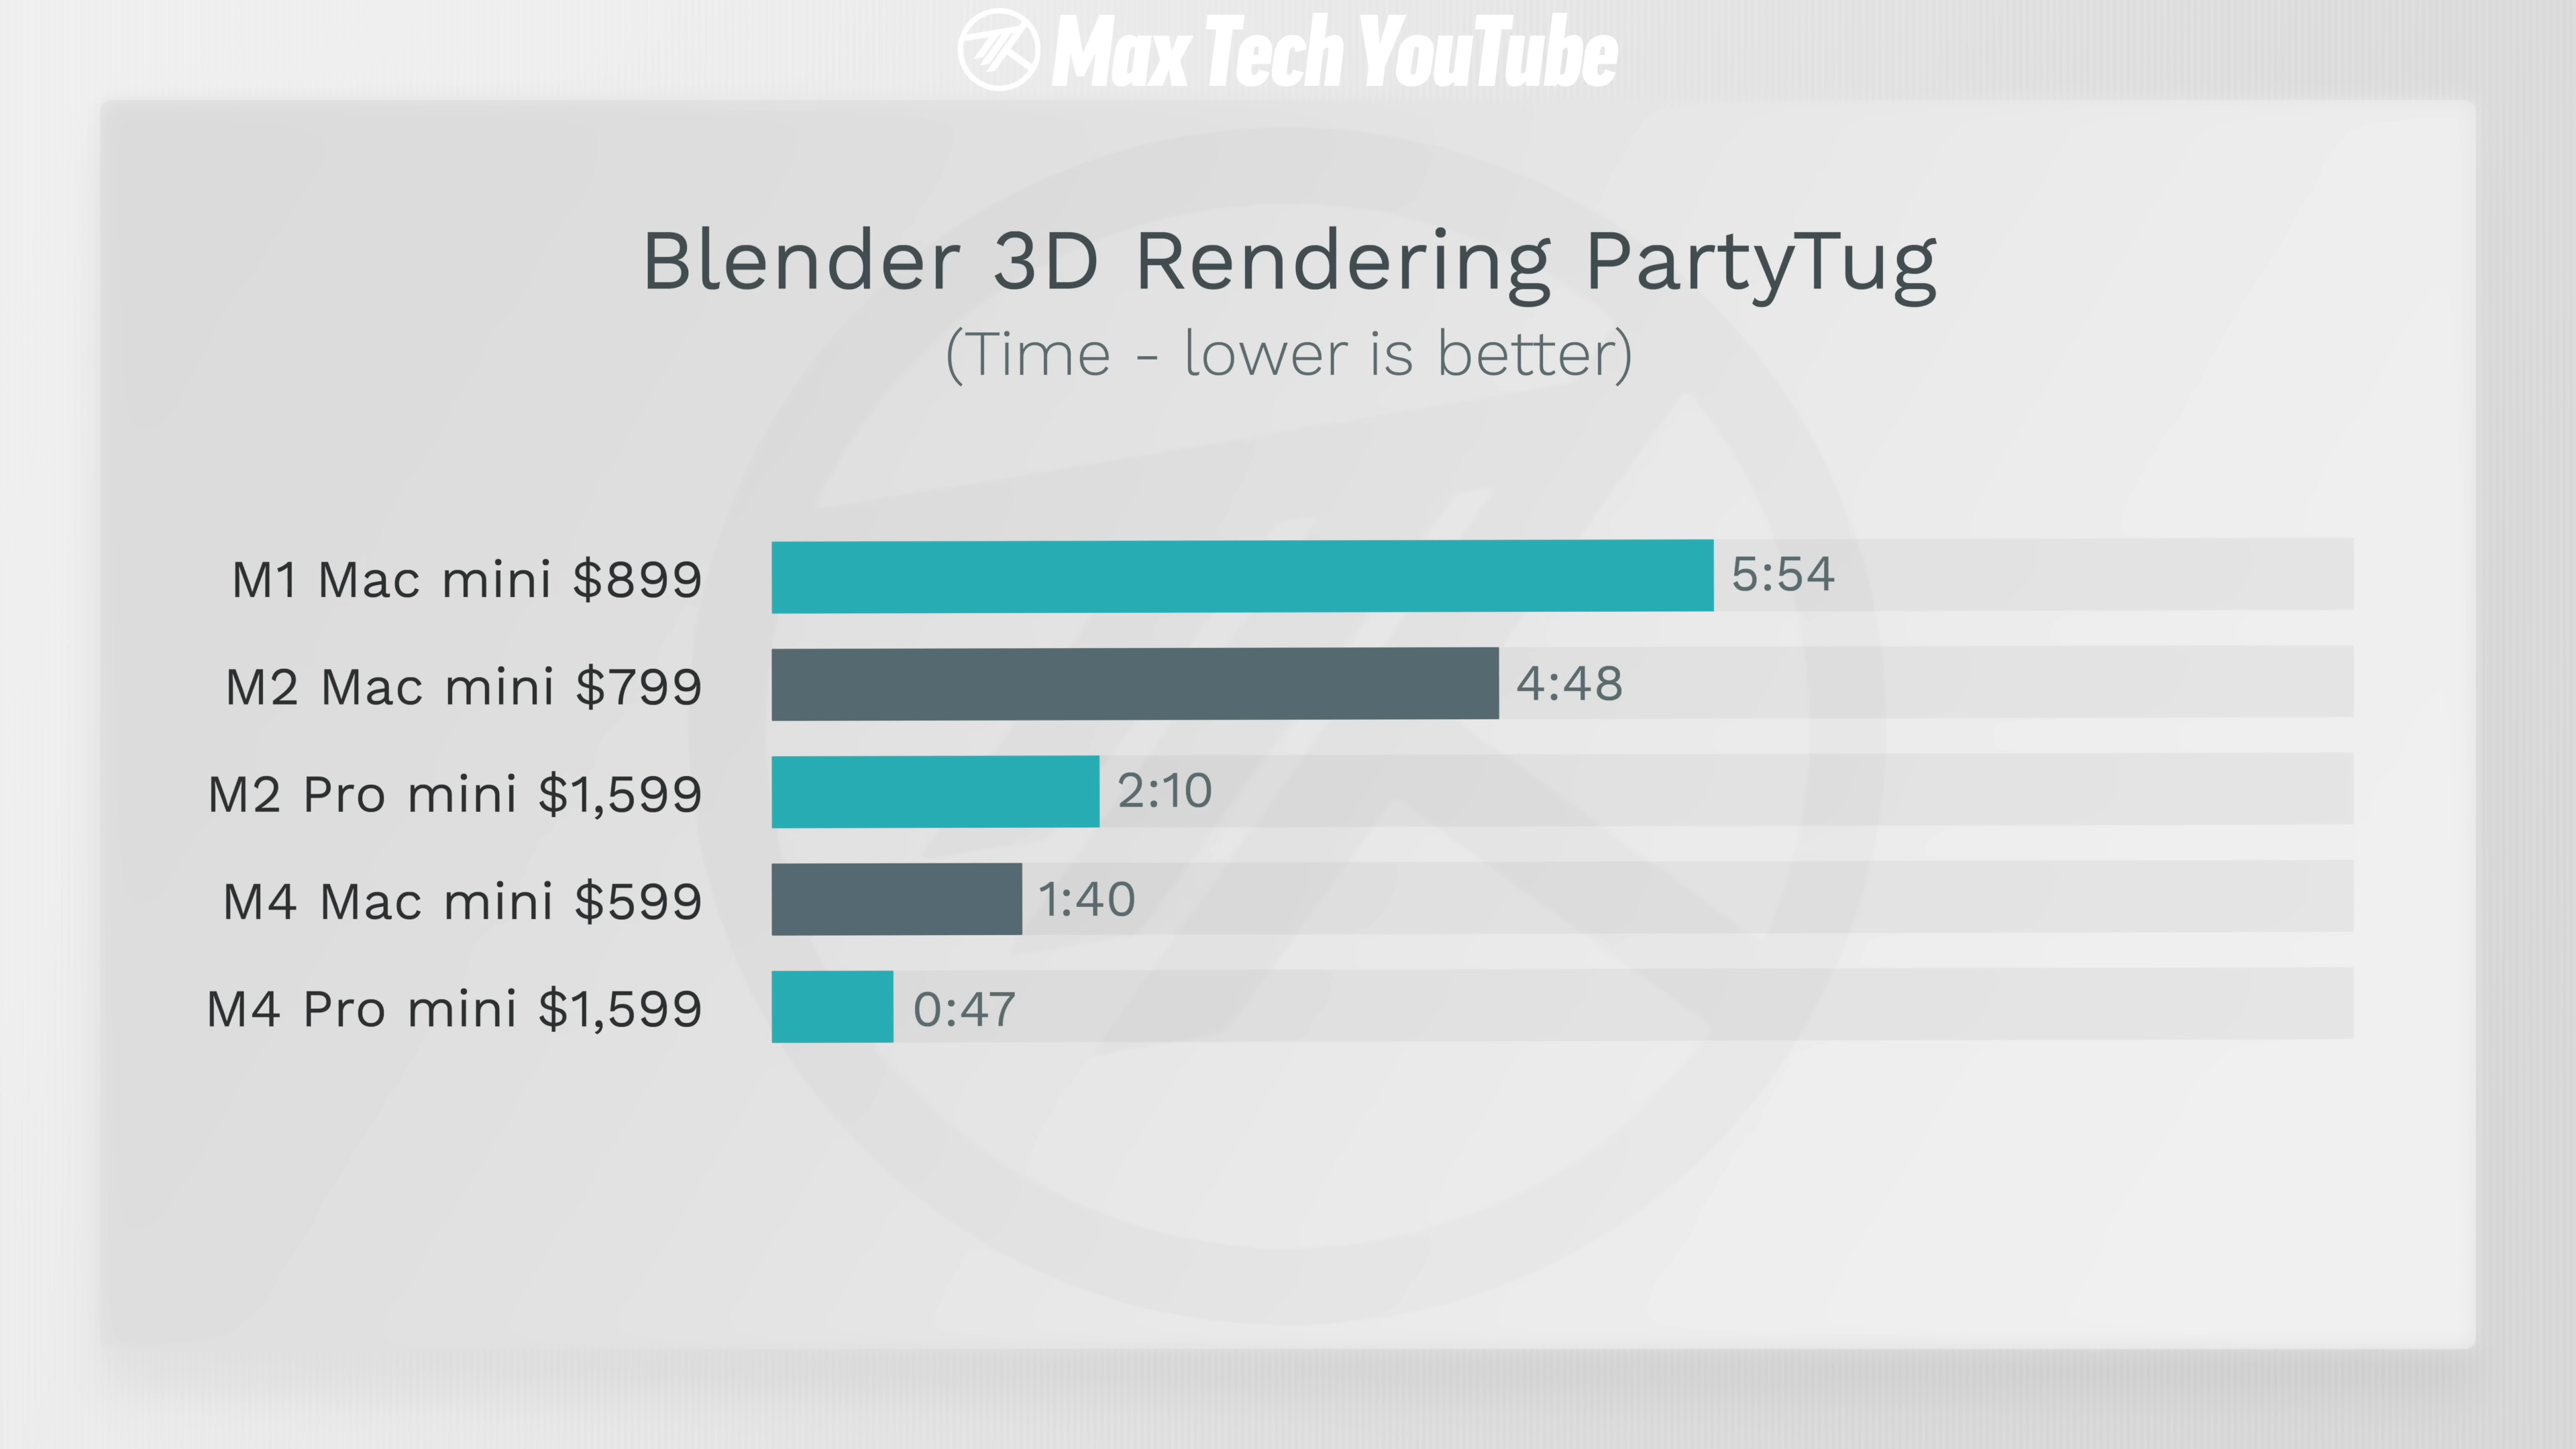 Max Tech YouTube
Blender 3D Rendering PartyTug
(Time - lower is better)
M1 Mac mini $899 5:54
M2 Mac mini $799 4:48
M2 Pro mini $1,599 2:10
M4 Mac mini $599 1:40
M4 Pro mini $1,599 0:47